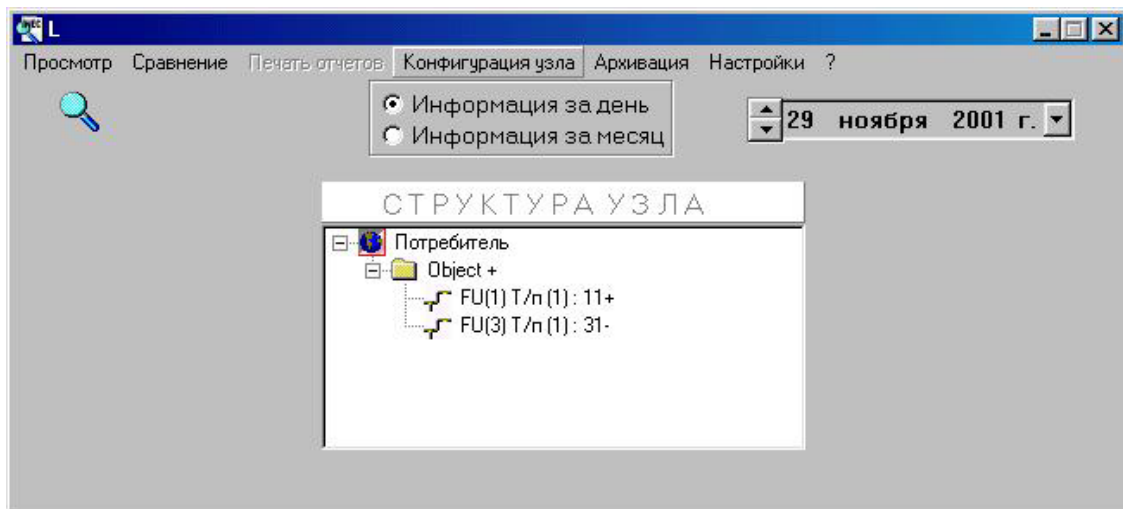 L
Просмотр Сравнение Печать отчетов Конфигурация узла Архивация Настройки ?
Информация за день
Информация за месяц
29 ноября 2001 г.
СТРУКТУРА УЗЛА
Потребитель
Object +
FU(1) Т/п (1) : 11+
FU(3) Т/п (1) : 31-